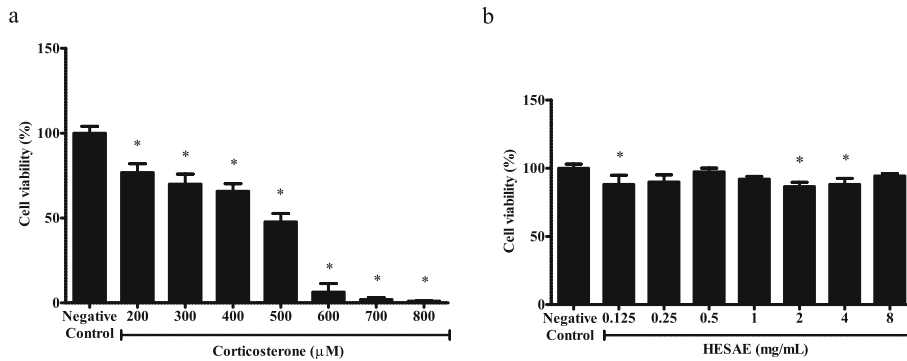 a
150
100
50
0
Cell viability (%)
* * * * * * *
Negative Control 200 300 400 500 600 700 800
Corticosterone (μM)
b
150
100
50
0
Cell viability (%)
* * *
Negative Control 0.125 0.25 0.5 1 2 4 8
HESAE (mg/mL)